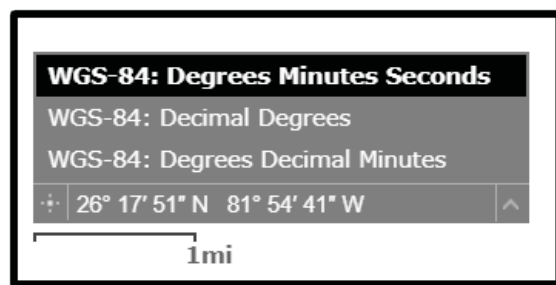 WGS-84: Degrees Minutes Seconds
WGS-84: Decimal Degrees
WGS-84: Degrees Decimal Minutes
26° 17' 51" N 81° 54' 41" W
1mi